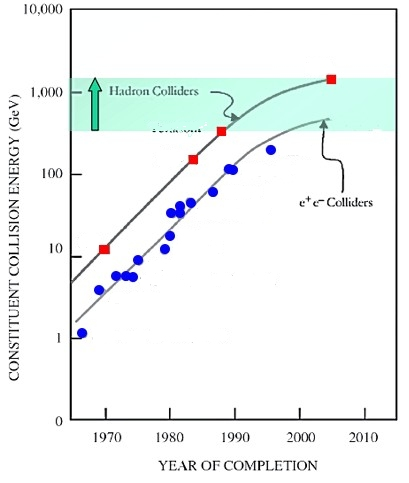 10,000
1,000
100
10
1
0
CONSTITUENT COLLISION ENERGY (GeV)
Hadron Colliders
e⁺e⁻ Colliders
1970 1980 1990 2000 2010
YEAR OF COMPLETION